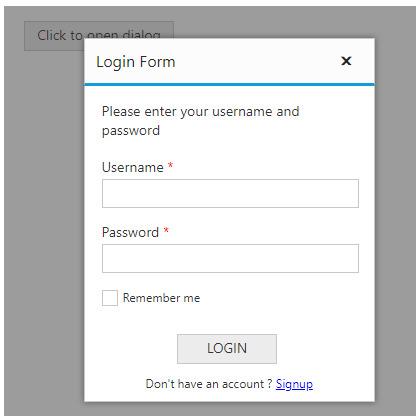 Click to open dialog
Login Form
Please enter your username and
password
Username *
Password *
Remember me
LOGIN
Don't have an account ? Signup